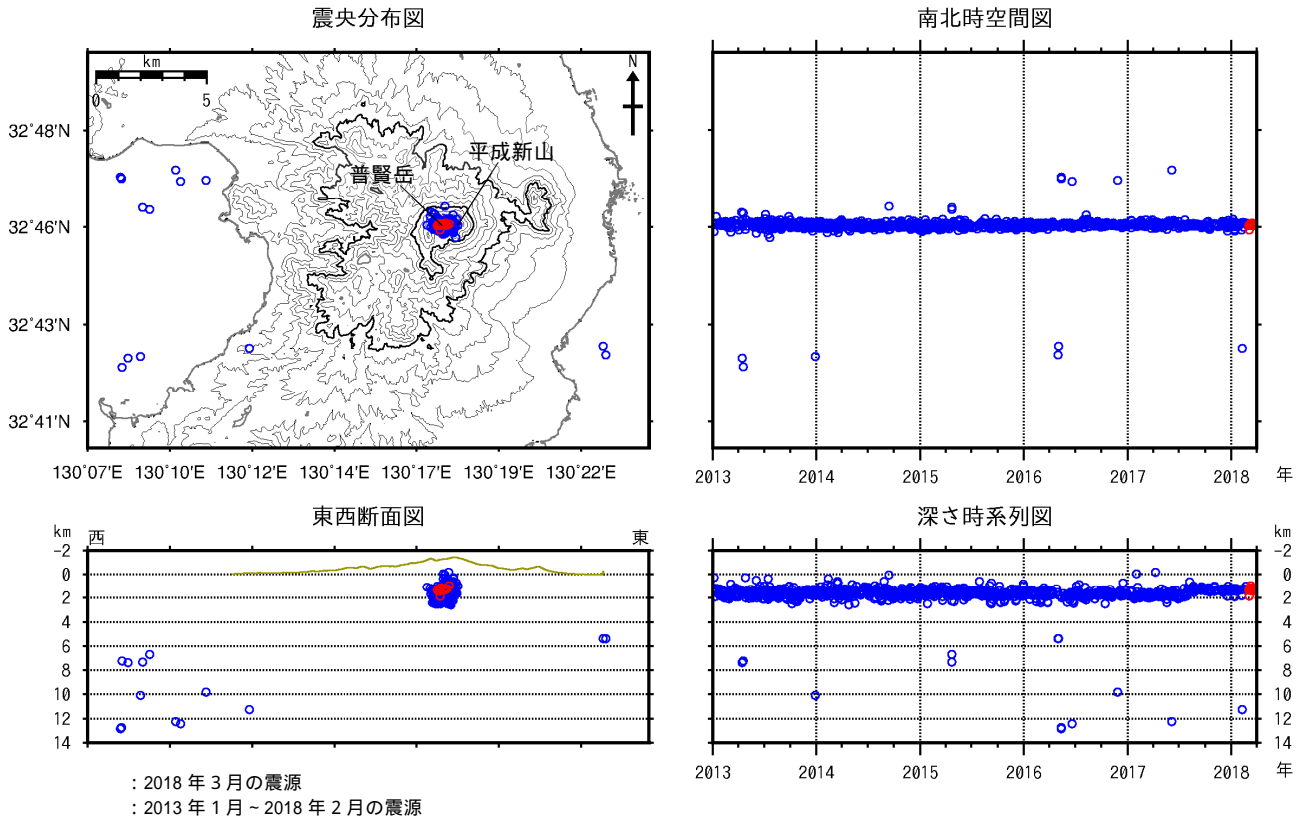 震央分布図
南北時空間図
km
0 5
N
32°48'N
32°46'N
32°43'N
32°41'N
普賢岳
平成新山
130°07'E 130°10'E 130°12'E 130°14'E 130°17'E 130°19'E 130°22'E
2013 2014 2015 2016 2017 2018 年
東西断面図
深さ時系列図
km 西 東
-2
0
2
4
6
8
10
12
14
km
-2
0
2
4
6
8
10
12
14
2013 2014 2015 2016 2017 2018 年
: 2018 年 3 月の震源
: 2013 年 1 月 ~ 2018 年 2 月の震源